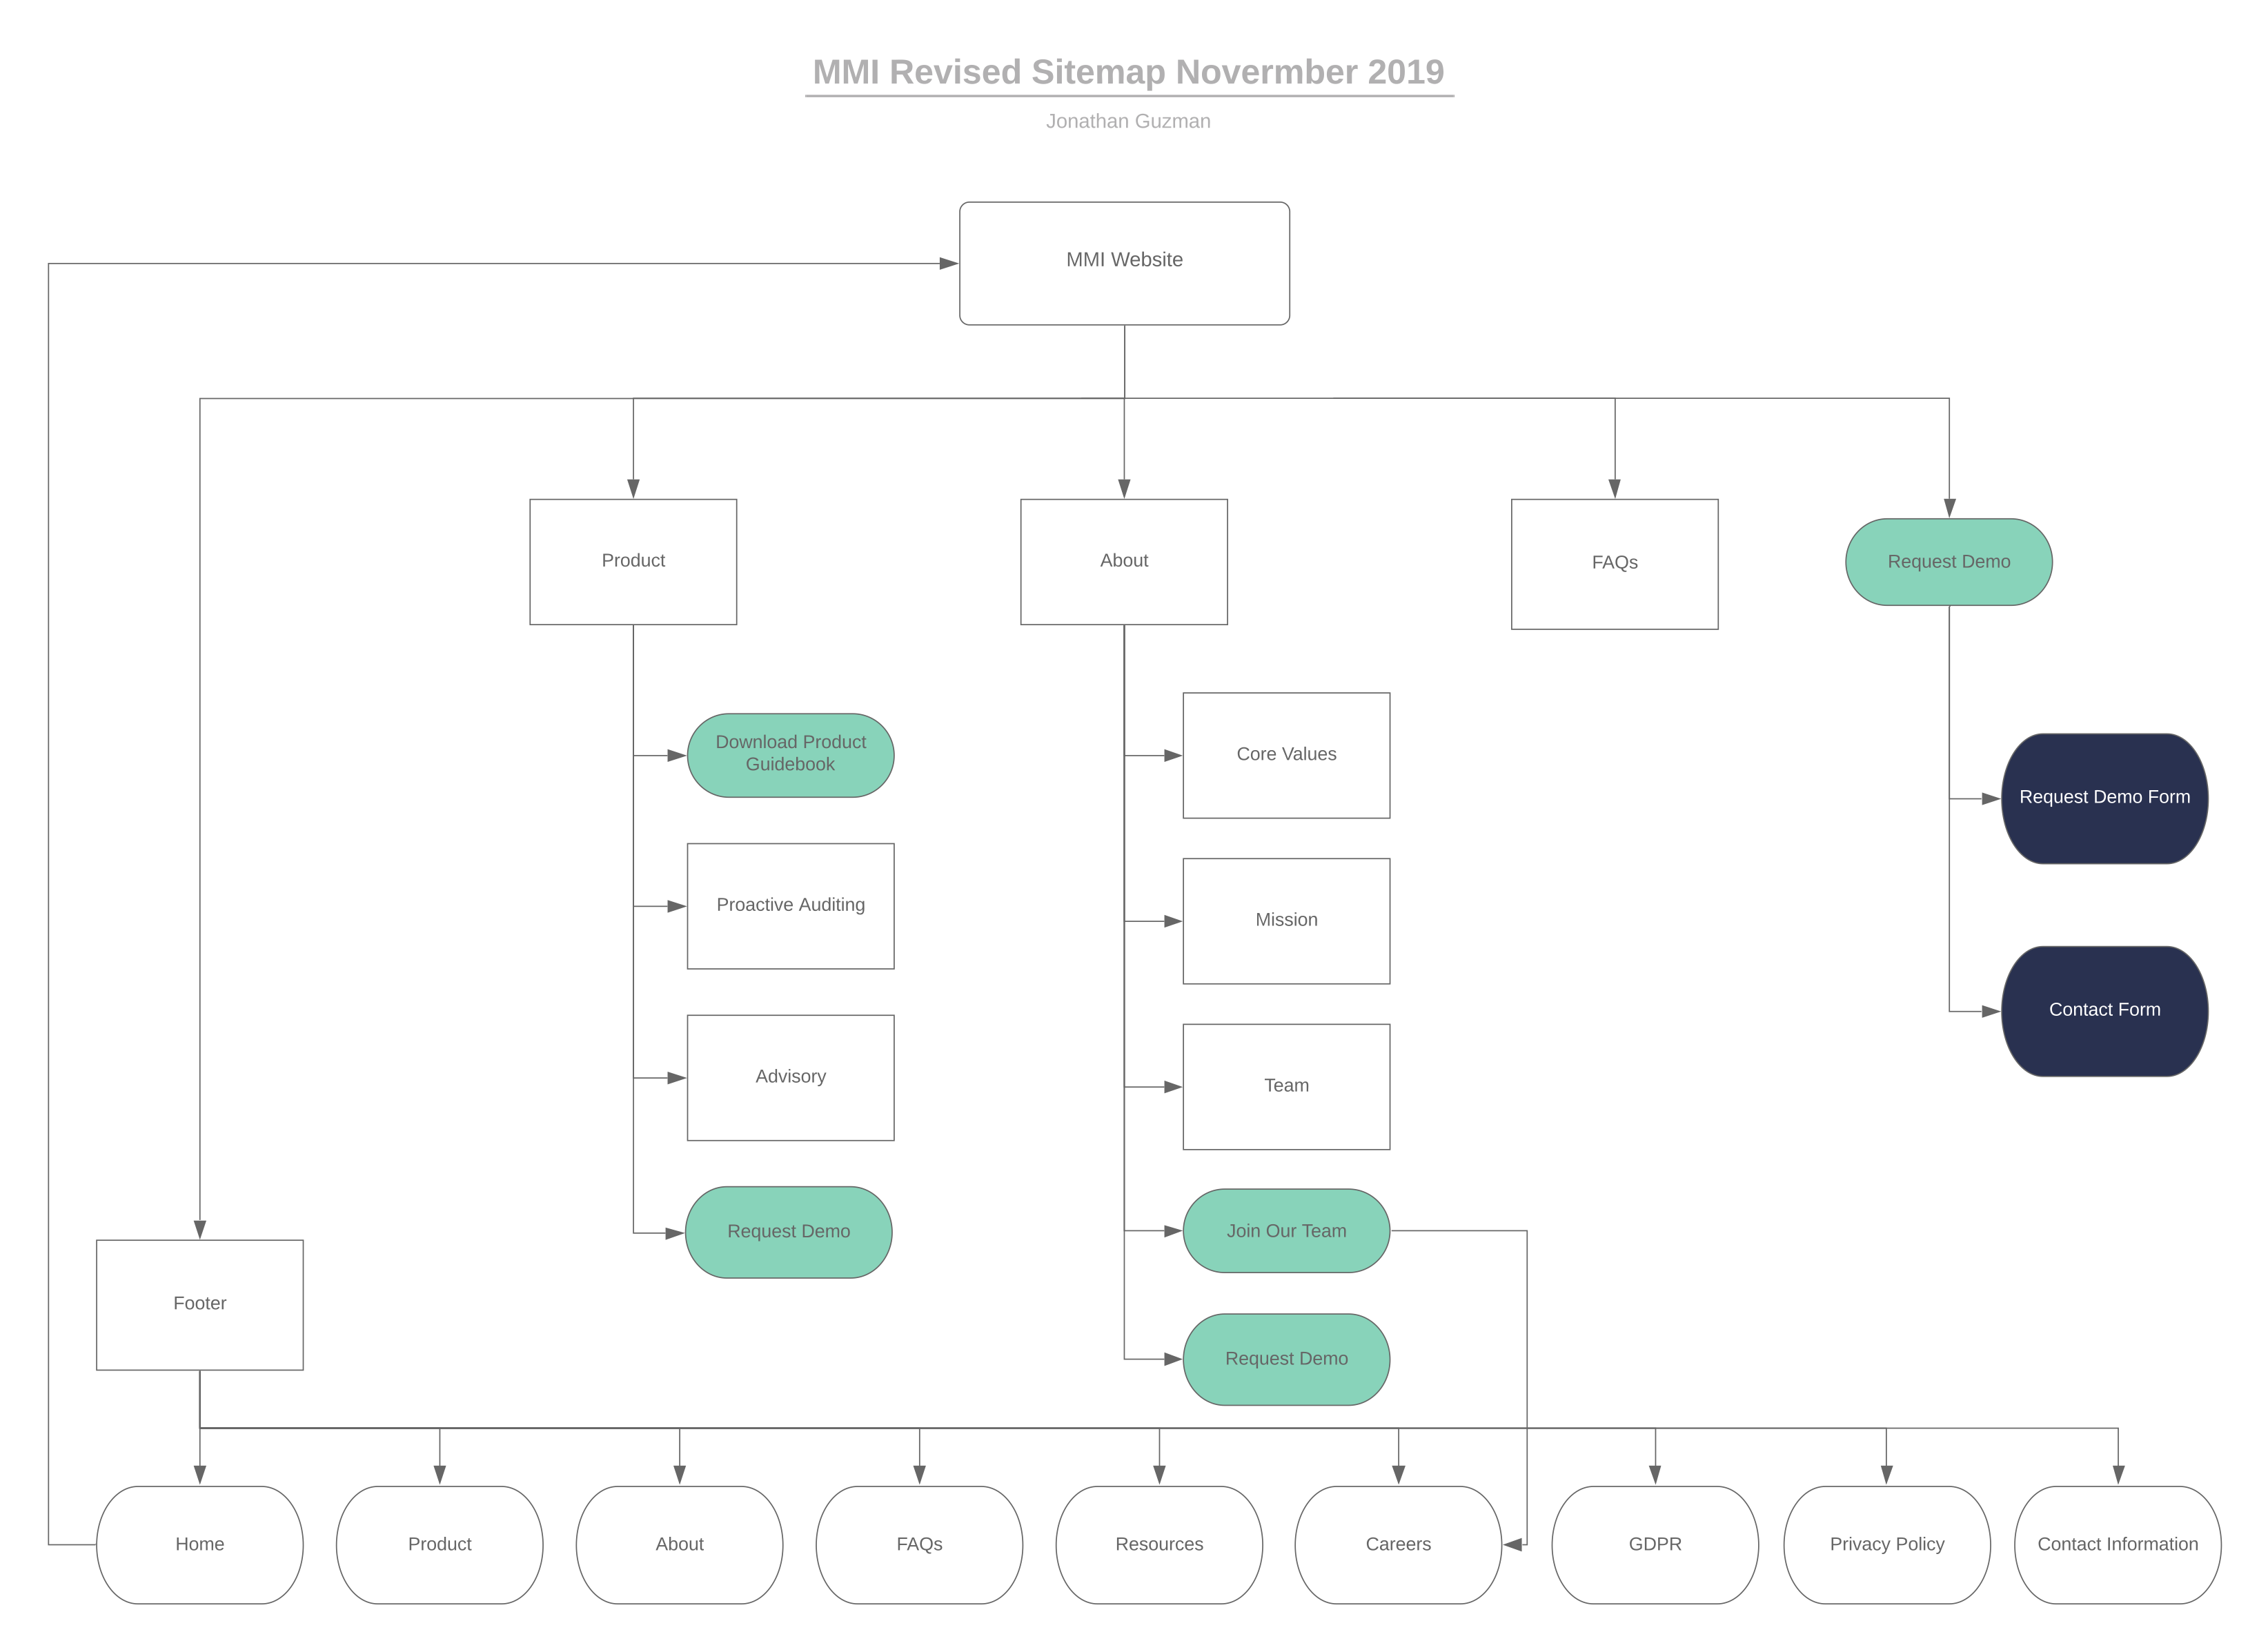 MMI Revised Sitemap Novermber 2019
Jonathan Guzman
MMI Website
Product
About
FAQs
Request Demo
Download Product
Guidebook
Proactive Auditing
Advisory
Request Demo
Core Values
Mission
Team
Join Our Team
Request Demo
Request Demo Form
Contact Form
Footer
Home
Product
About
FAQs
Resources
Careers
GDPR
Privacy Policy
Contact Information